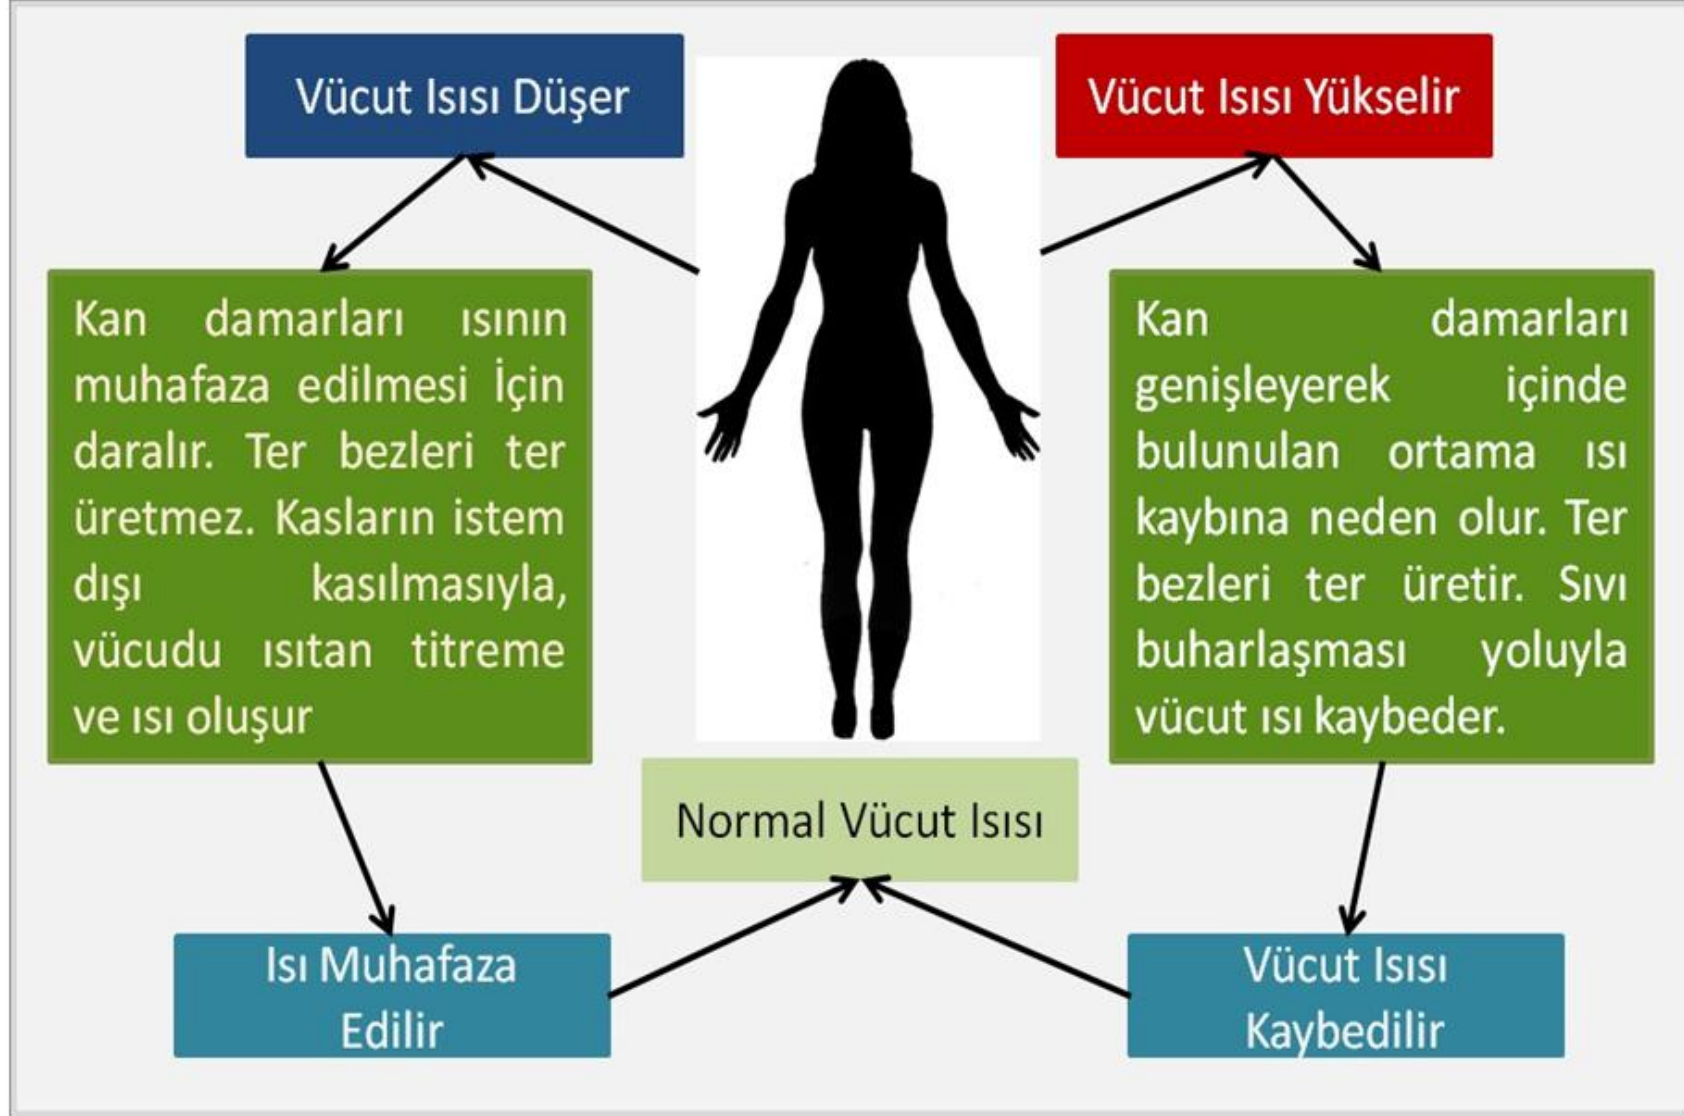 Vücut Isısı Düşer
Vücut Isısı Yükselir
Kan damarları ısının
muhafaza edilmesi İçin
daralır. Ter bezleri ter
üretmez. Kasların istem
dışı kasılmasıyla,
vücudu ısıtan titreme
ve ısı oluşur
Kan damarları
genişleyerek içinde
bulunulan ortama ısı
kaybına neden olur. Ter
bezleri ter üretir. Sıvı
buharlaşması yoluyla
vücut ısı kaybeder.
Normal Vücut Isısı
Isı Muhafaza
Edilir
Vücut Isısı
Kaybedilir